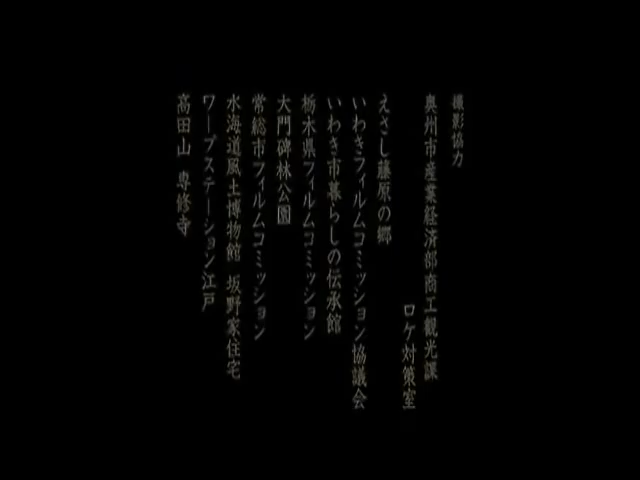 撮影協力
奥州市産業経済部商工観光課
ロケ対策室
えさし藤原の郷
いわきフィルムコミッション協議会
いわき市暮らしの伝承館
栃木県フィルムコミッション
大門碑林公園
常総市フィルムコミッション
水海道風土博物館 坂野家住宅
ワープステーション江戸
高田山 専修寺